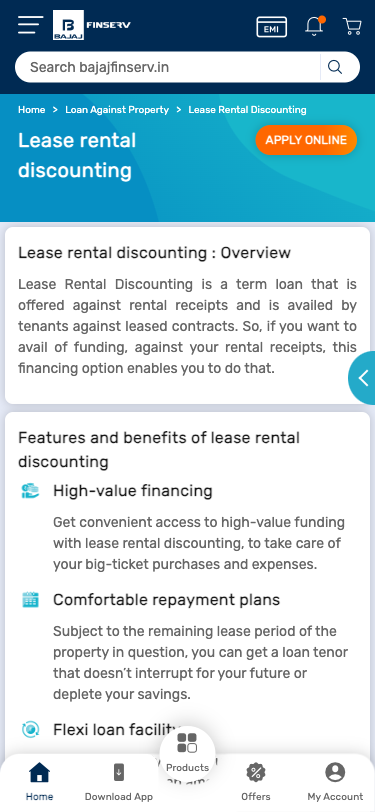 B
BAJAJ
FINSERV
EMI
Search bajajfinserv.in
Home > Loan Against Property > Lease Rental Discounting
Lease rental
discounting
APPLY ONLINE
Lease rental discounting : Overview
Lease Rental Discounting is a term loan that is
offered against rental receipts and is availed by
tenants against leased contracts. So, if you want to
avail of funding, against your rental receipts, this
financing option enables you to do that.
Features and benefits of lease rental
discounting
High-value financing
Get convenient access to high-value funding
with lease rental discounting, to take care of
your big-ticket purchases and expenses.
Comfortable repayment plans
Subject to the remaining lease period of the
property in question, you can get a loan tenor
that doesn’t interrupt for your future or
deplete your savings.
Flexi loan facility
Products
Home
Download App
Offers
My Account